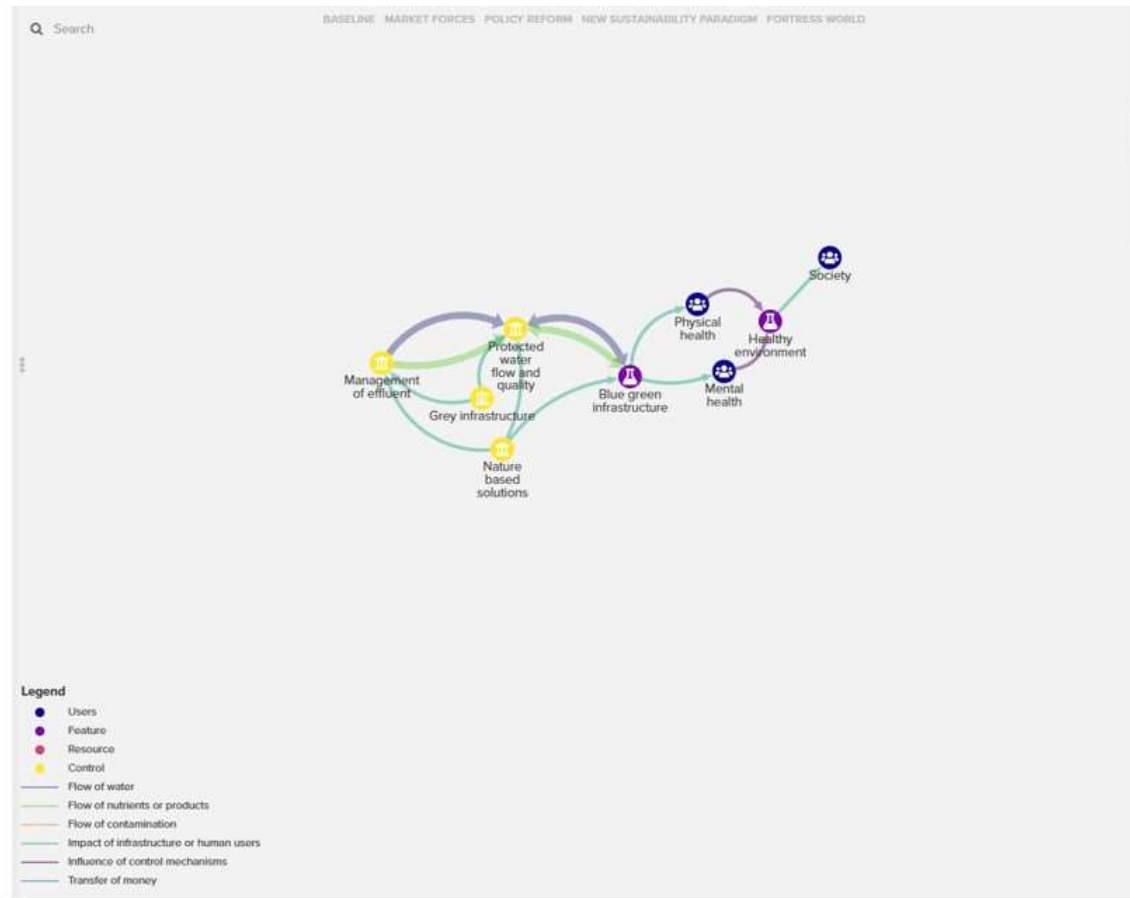 Search
BASELINE MARKET FORCES POLICY REFORM NEW SUSTAINABILITY PARADIGM FORTRESS WORLD
Society
Physical
health
Healthy
environment
Protected
water
flow and
quality
Management
of effluent
Mental
health
Blue green
infrastructure
Grey infrastructure
Nature
based
solutions
Legend
Users
Feature
Resource
Control
Flow of water
Flow of nutrients or products
Flow of contamination
Impact of infrastructure or human users
Influence of control mechanisms
Transfer of money